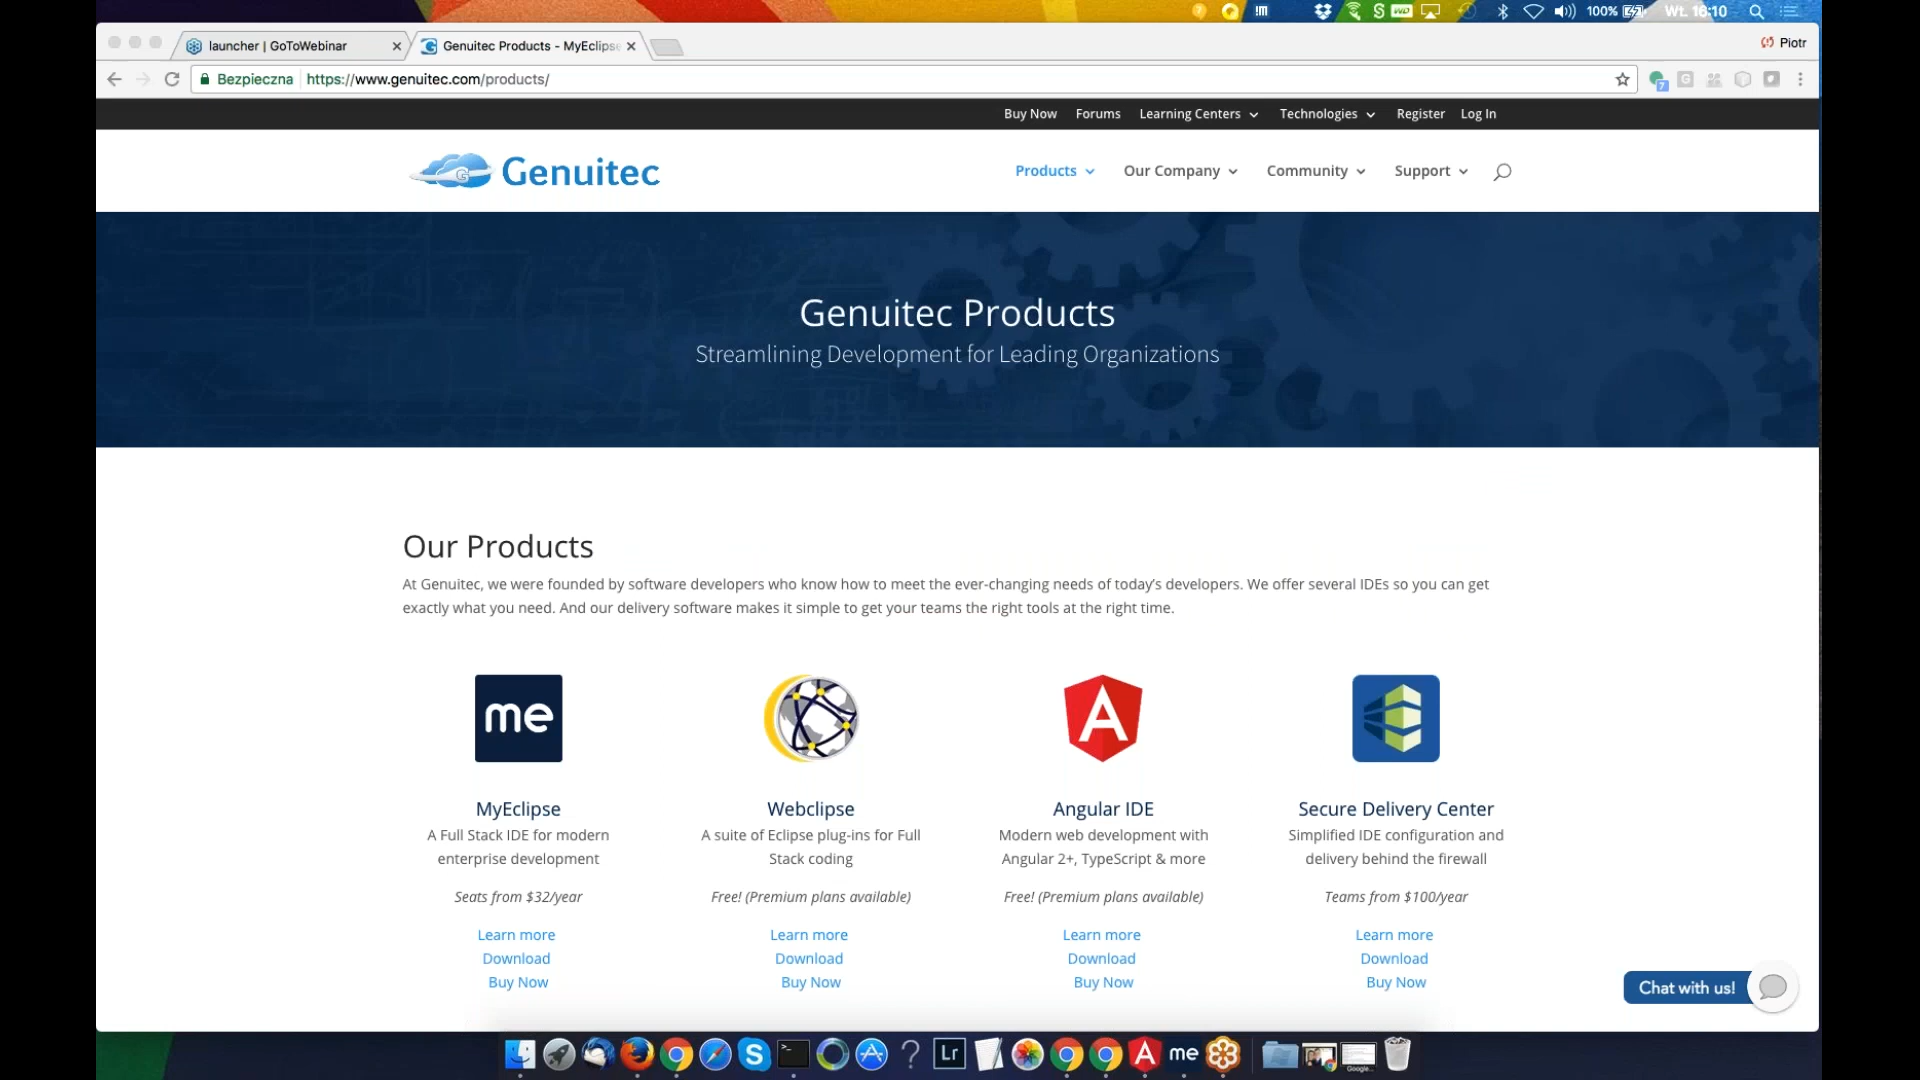 100% Wt. 16:10
launcher | GoToWebinar
Genuitec Products - MyEclipse
Piotr
Bezpieczna https://www.genuitec.com/products/
7
Buy Now Forums Learning Centers Technologies Register Log In
Genuitec
Products Our Company Community Support
Genuitec Products
Streamlining Development for Leading Organizations
Our Products
At Genuitec, we were founded by software developers who know how to meet the ever-changing needs of today’s developers. We offer several IDEs so you can get
exactly what you need. And our delivery software makes it simple to get your teams the right tools at the right time.
me
A
MyEclipse
A Full Stack IDE for modern
enterprise development
Seats from $32/year
Learn more
Download
Buy Now
Webclipse
A suite of Eclipse plug-ins for Full
Stack coding
Free! (Premium plans available)
Learn more
Download
Buy Now
Angular IDE
Modern web development with
Angular 2+, TypeScript & more
Free! (Premium plans available)
Learn more
Download
Buy Now
Secure Delivery Center
Simplified IDE configuration and
delivery behind the firewall
Teams from $100/year
Learn more
Download
Buy Now
Chat with us!
Lr
me